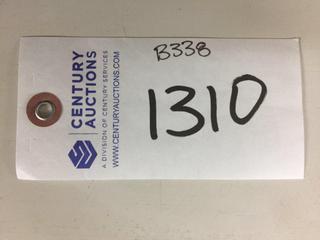 B338
1310
CENTURY
AUCTIONS
A DIVISION OF CENTURY SERVICES
WWW.CENTURYAUCTIONS.COM